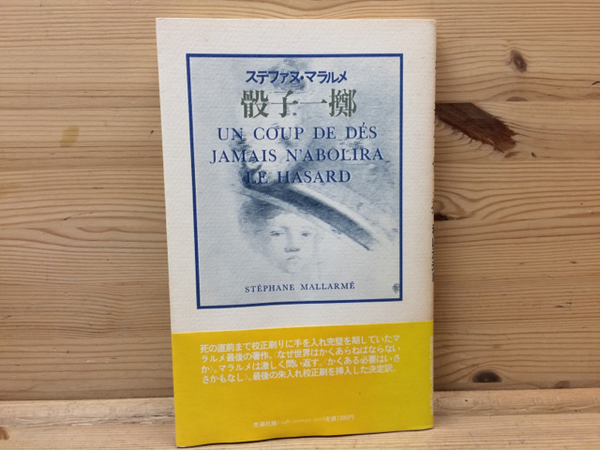 ステファヌ・マラルメ
骰子一擲
UN COUP DE DÉS
JAMAIS N'ABOLIRA
LE HASARD
STÉPHANE MALLARMÉ
死の直前まで校正刷りに手を入れ完璧を期していたマ
ラルメ最後の著作。〈なぜ世界はかくあらねばならない
か〉。マラルメは激しく問い返す。〈かくある必要はいさ
さかもなし〉。最後の朱入れ校正刷を挿入した決定訳。
思潮社版